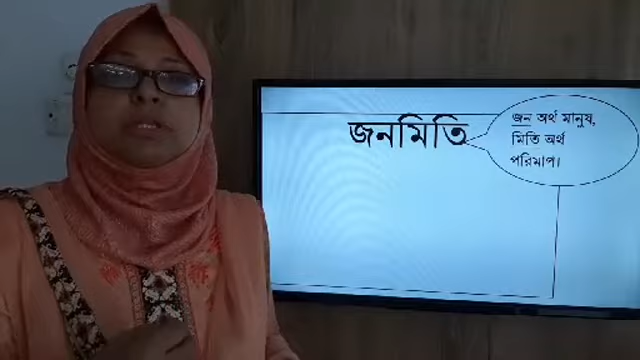 জনমিতি
জন অর্থ মানুষ,
মিতি অর্থ
পরিমাপ।